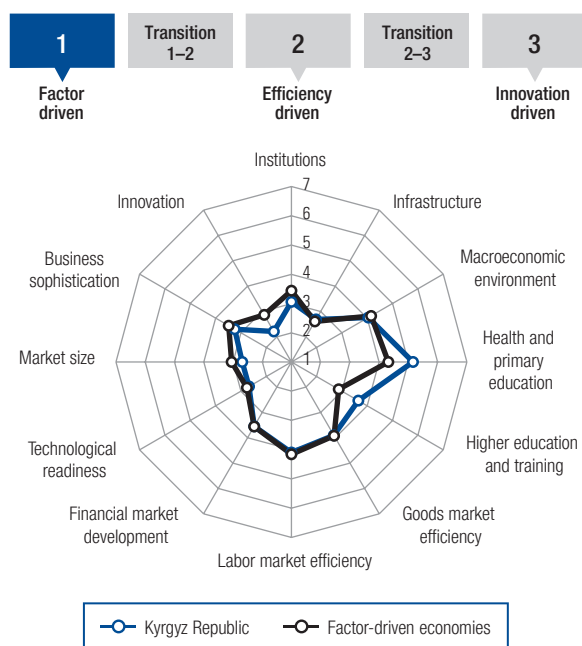 1
Transition
1–2
2
Transition
2–3
3
Factor
driven
Efficiency
driven
Innovation
driven
Institutions
Infrastructure
Macroeconomic
environment
Health and
primary
education
Higher education
and training
Goods market
efficiency
Labor market efficiency
Financial market
development
Technological
readiness
Market size
Business
sophistication
Innovation
7
6
5
4
3
2
1
Kyrgyz Republic
Factor-driven economies